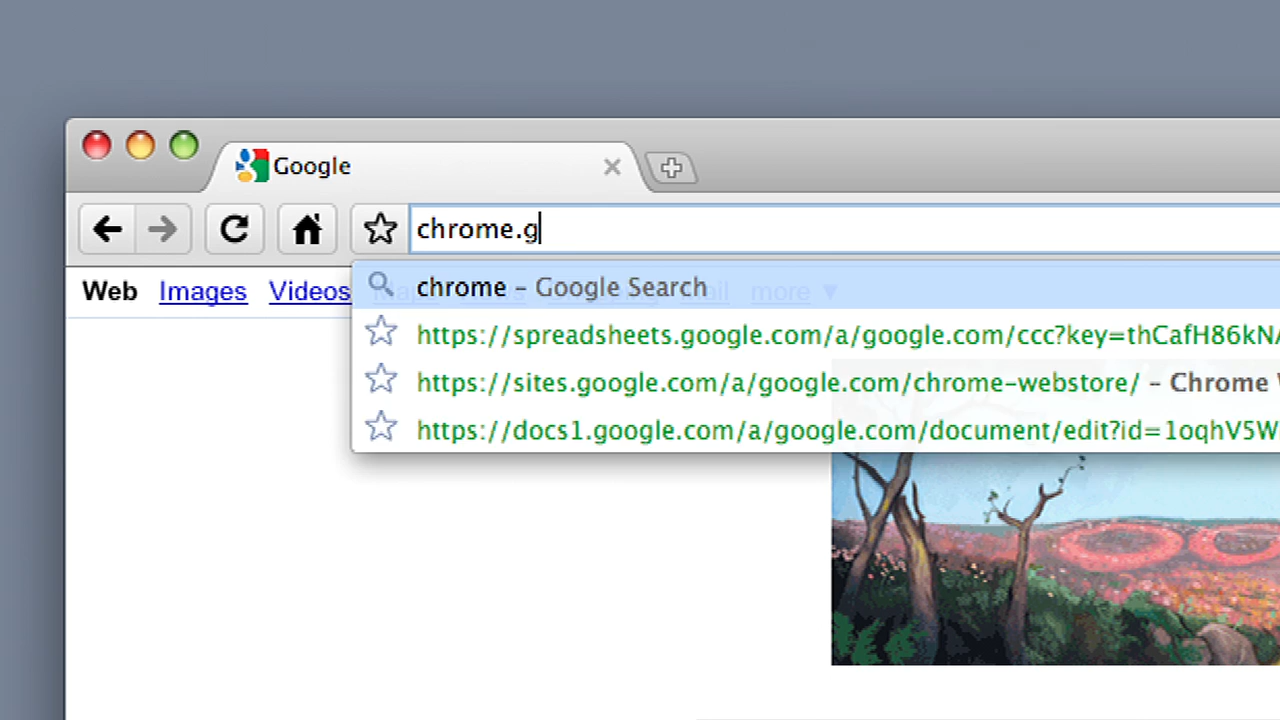 Google
chrome.g
Web Images Videos more ▼
chrome – Google Search
https://spreadsheets.google.com/a/google.com/ccc?key=thCafH86kN
https://sites.google.com/a/google.com/chrome-webstore/ – Chrome
https://docs1.google.com/a/google.com/document/edit?id=1oqhV5W